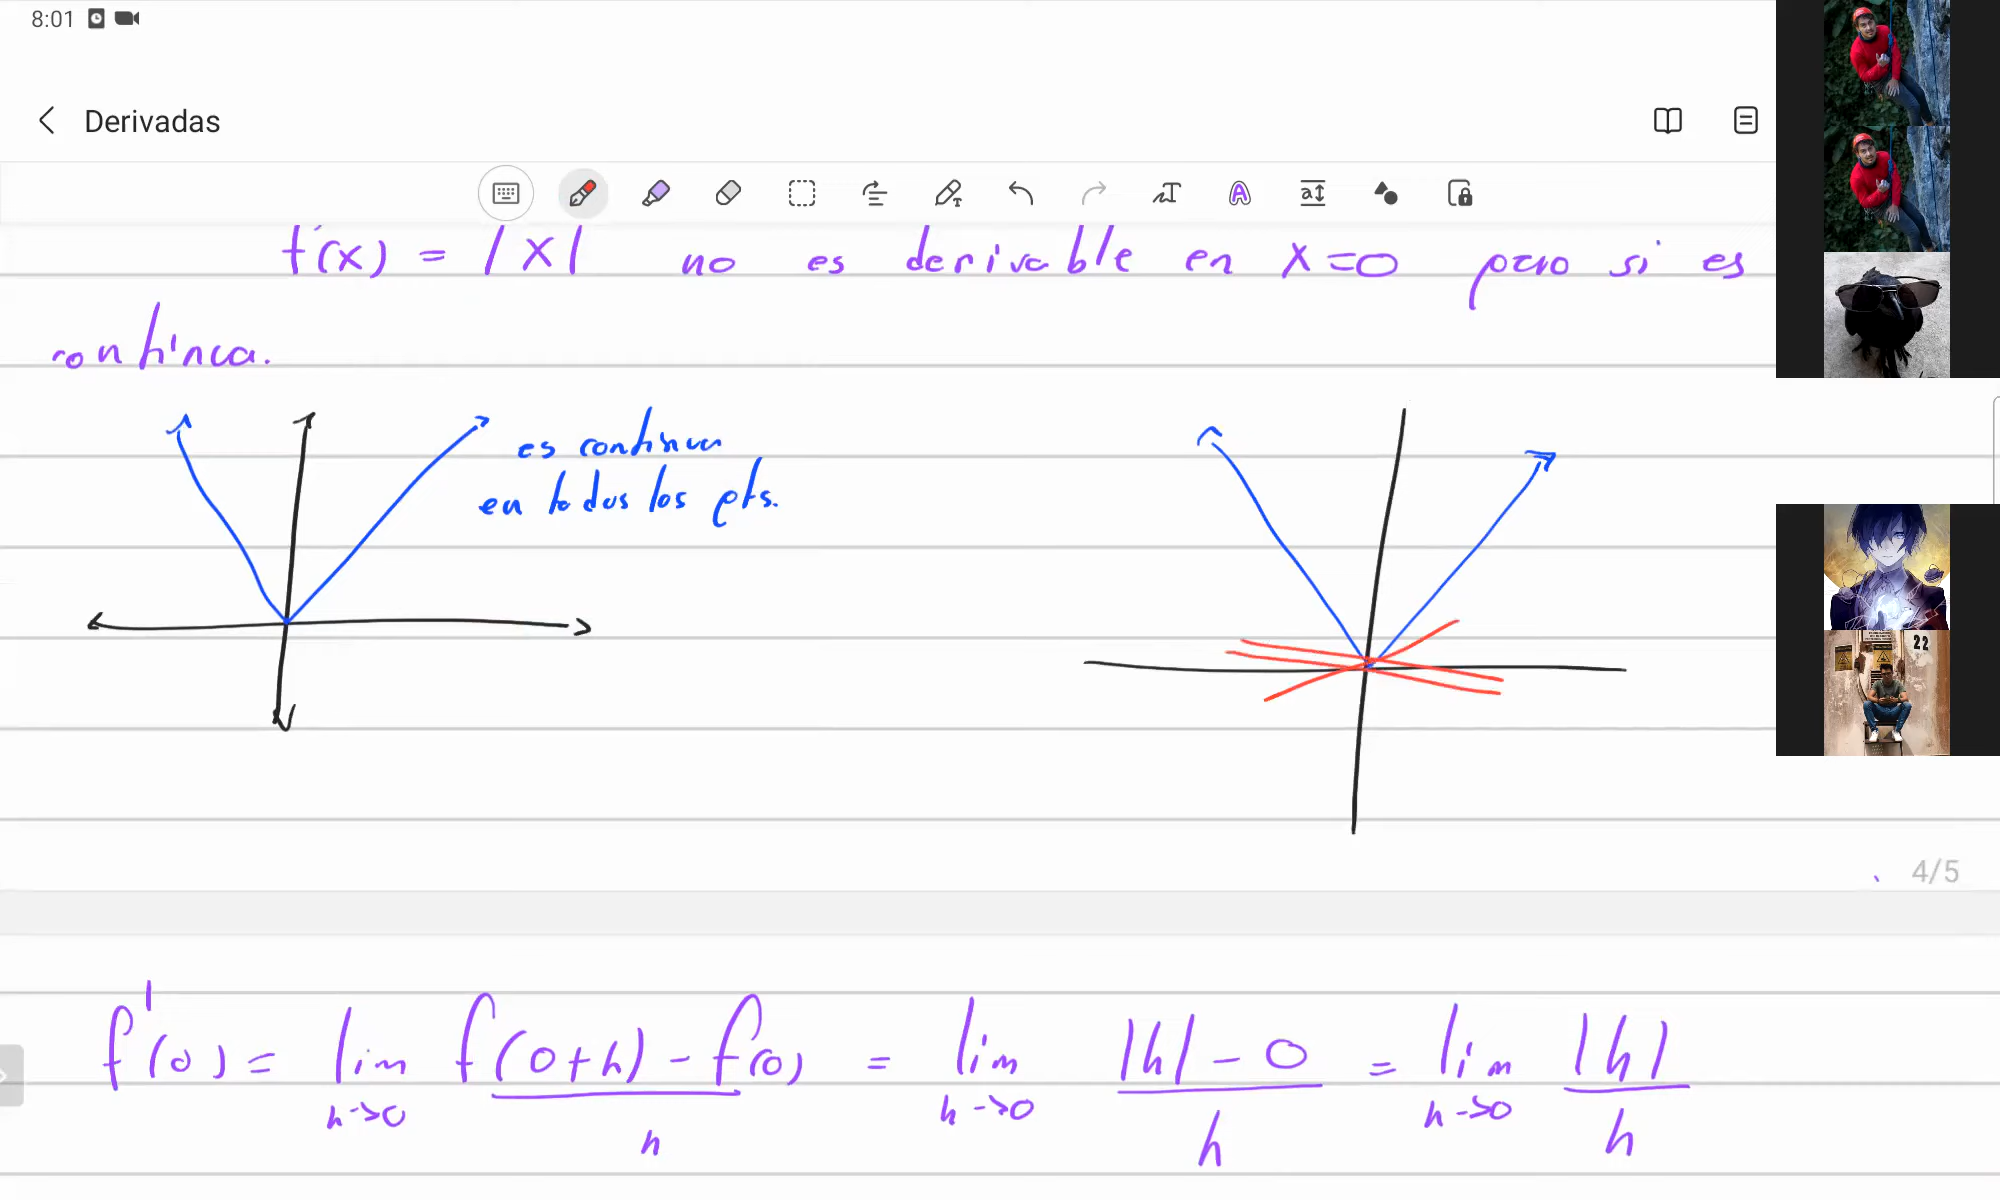 8:01
Derivadas
f(x) = |x| no es derivable en x=0 pero si es
continua.
es continua
en todos los pts.
22
4/5
f'(0) = lim h->0 f(0+h) - f(0) / h = lim h->0 |h| - 0 / h = lim h->0 |h| / h